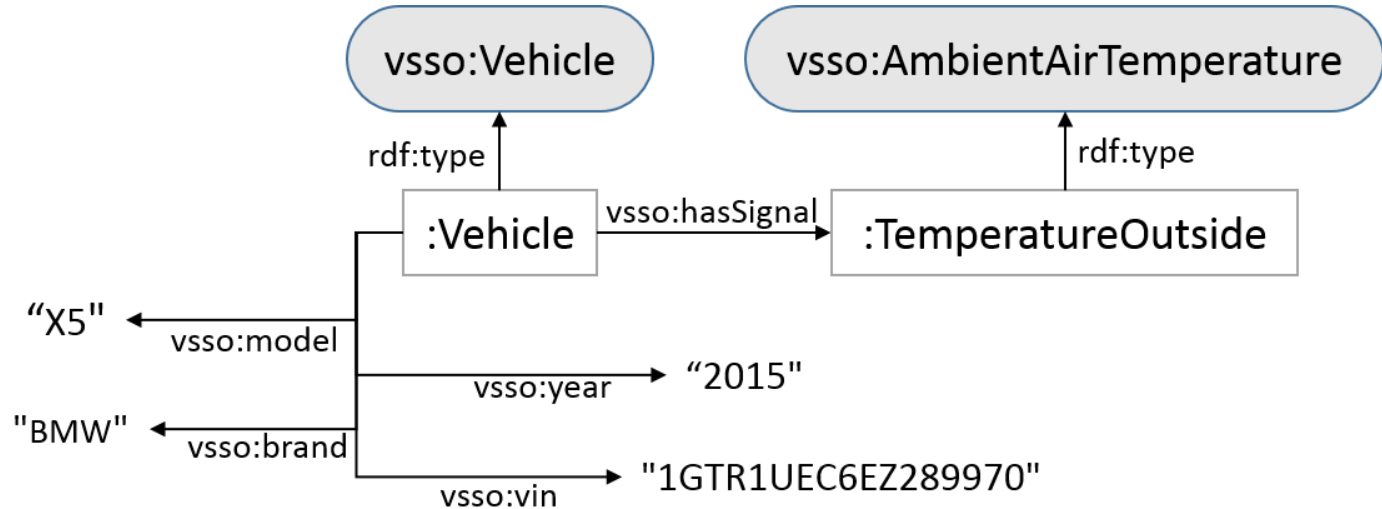 vsso:Vehicle
vsso:AmbientAirTemperature
rdf:type
rdf:type
:Vehicle
vsso:hasSignal
:TemperatureOutside
“X5"
vsso:model
vsso:year
“2015"
"BMW"
vsso:brand
vsso:vin
"1GTR1UEC6EZ289970"